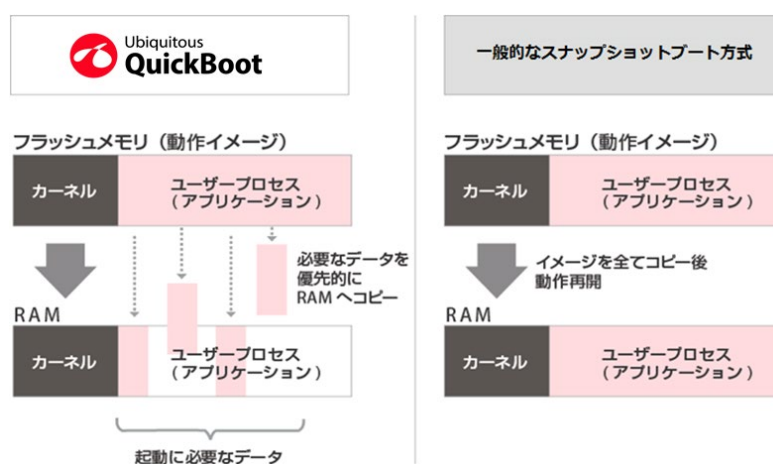 Ubiquitous
QuickBoot
フラッシュメモリ（動作イメージ）
カーネル
ユーザープロセス
(アプリケーション)
必要なデータを
優先的に
RAM へコピー
RAM
カーネル
ユーザープロセス
(アプリケーション)
起動に必要なデータ
一般的なスナップショットブート方式
フラッシュメモリ（動作イメージ）
カーネル
ユーザープロセス
(アプリケーション)
イメージを全てコピー後
動作再開
RAM
カーネル
ユーザープロセス
(アプリケーション)